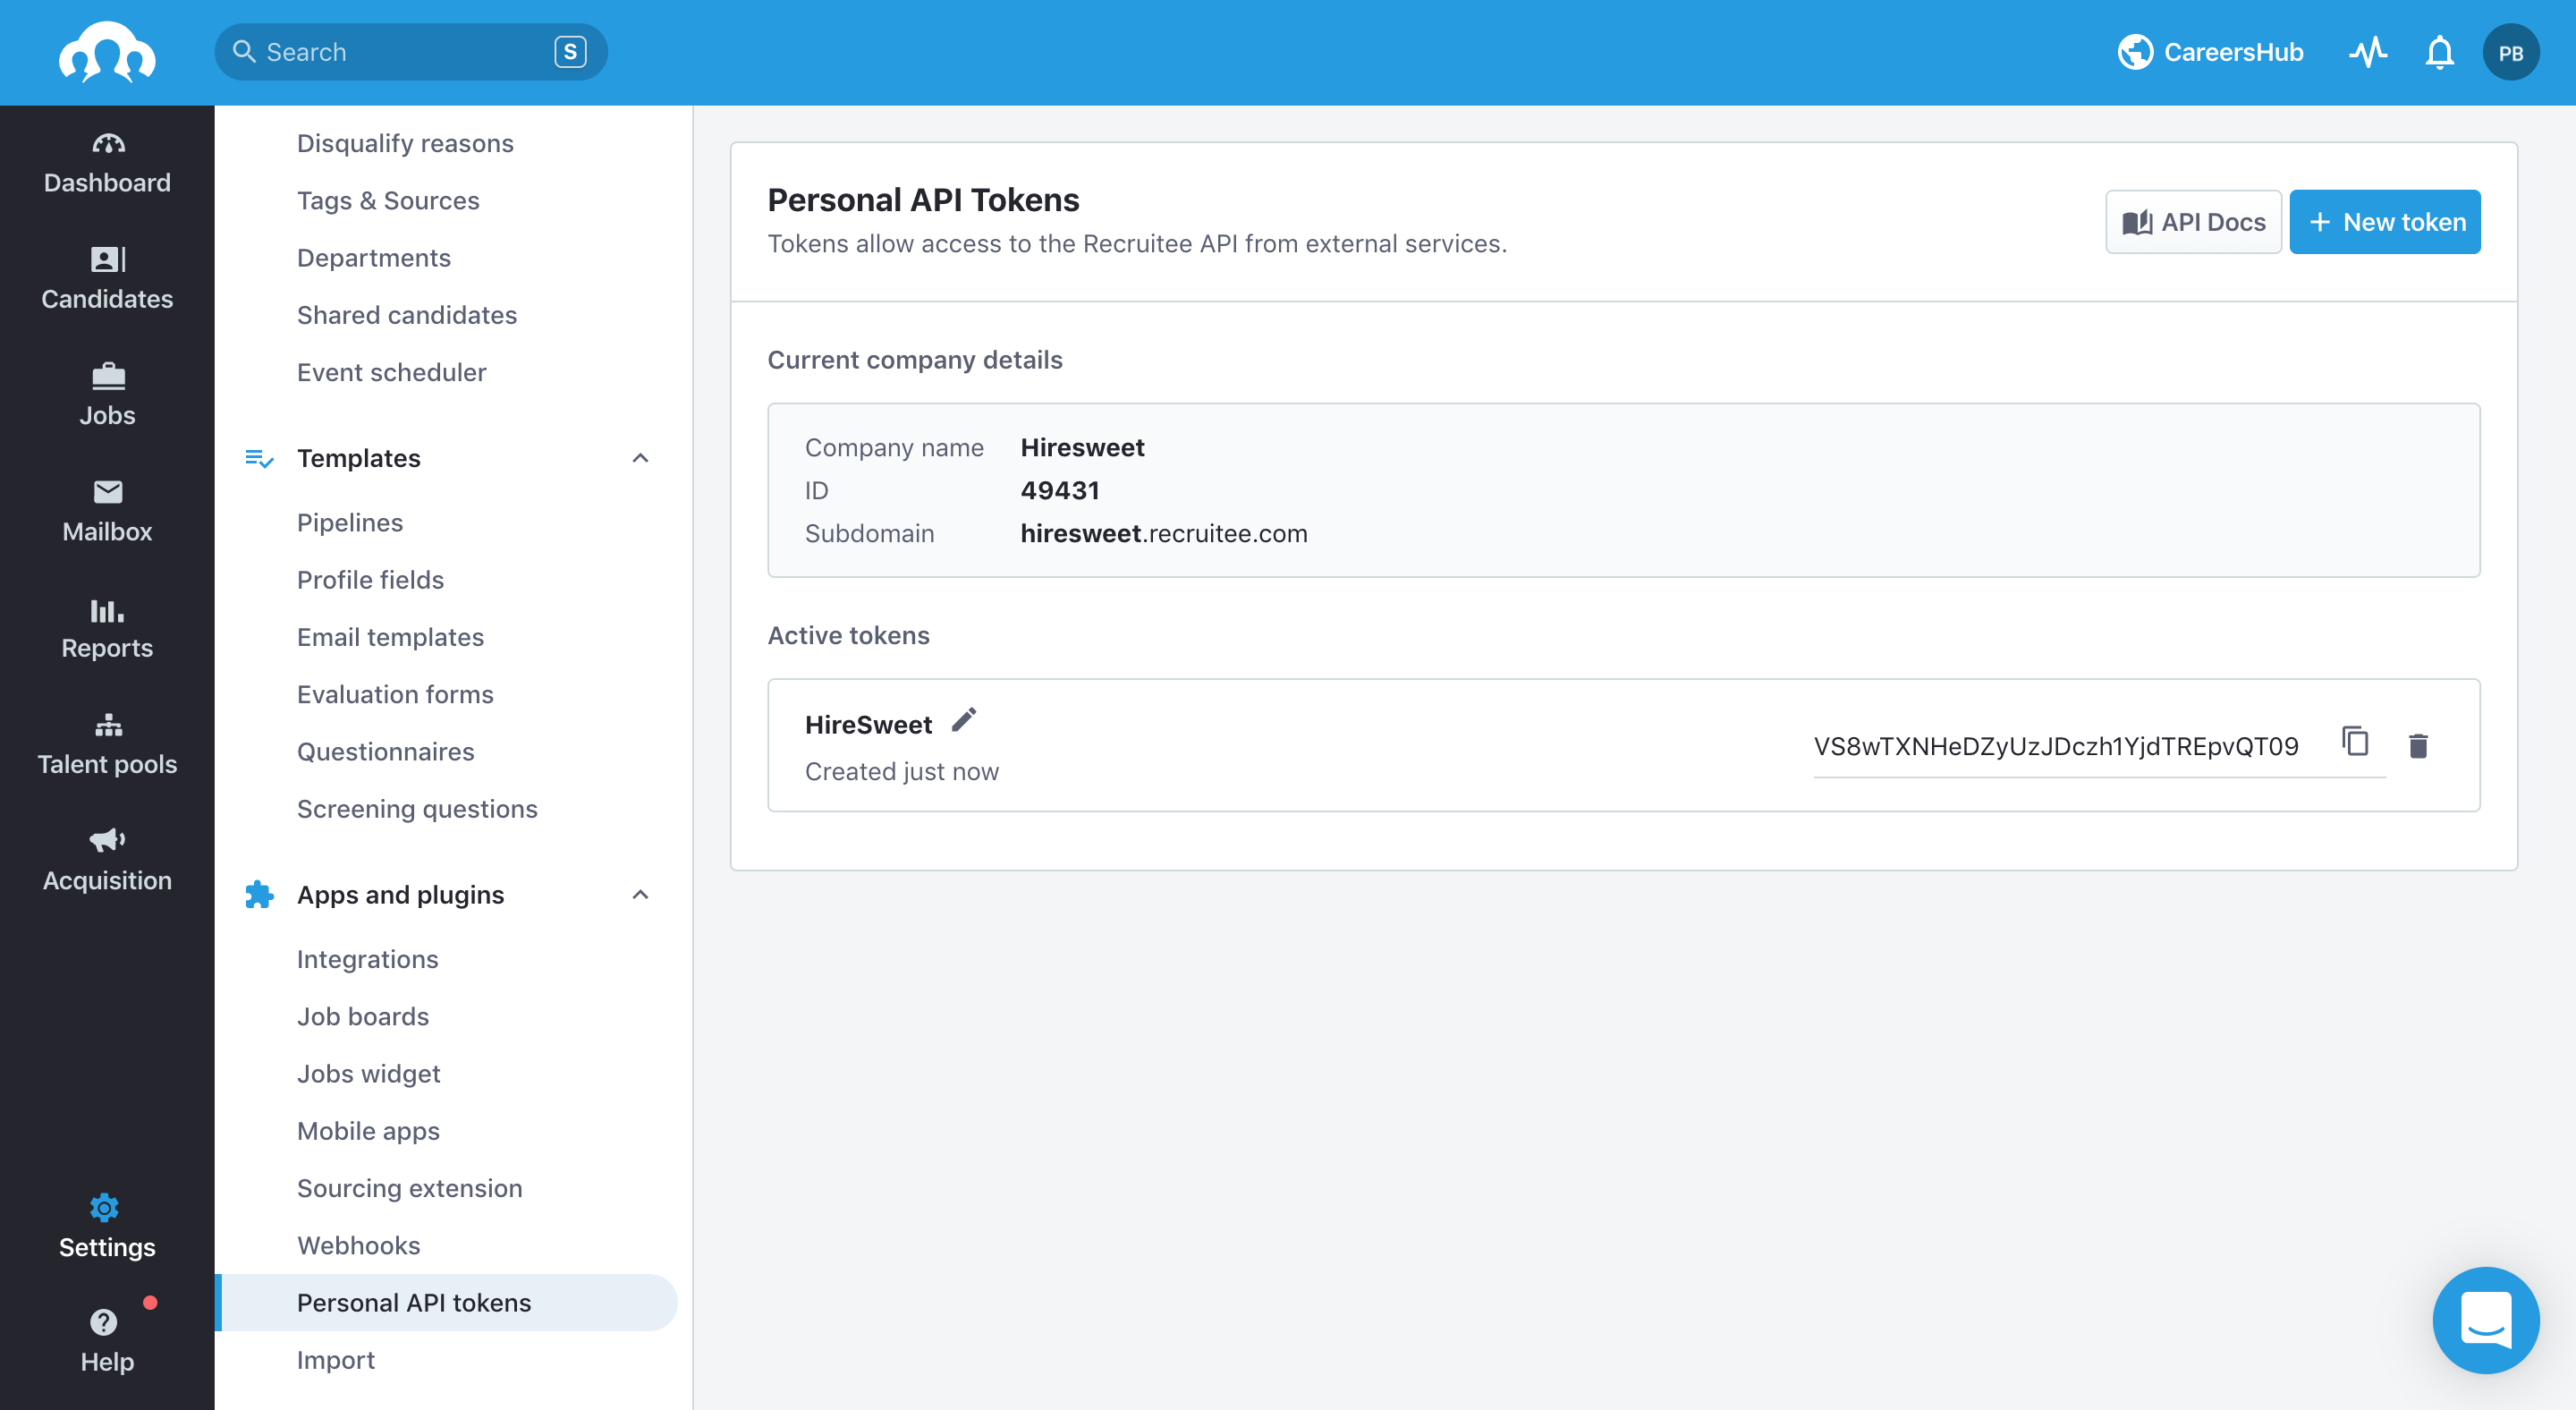 Search
S
CareersHub
PB
Dashboard
Candidates
Jobs
Mailbox
Reports
Talent pools
Acquisition
Settings
Help
Disqualify reasons
Tags & Sources
Departments
Shared candidates
Event scheduler
Templates
Pipelines
Profile fields
Email templates
Evaluation forms
Questionnaires
Screening questions
Apps and plugins
Integrations
Job boards
Jobs widget
Mobile apps
Sourcing extension
Webhooks
Personal API tokens
Import
Personal API Tokens
Tokens allow access to the Recruitee API from external services.
API Docs
+ New token
Current company details
Company name Hiresweet
ID 49431
Subdomain hiresweet.recruitee.com
Active tokens
HireSweet
Created just now
VS8wTXNHeDZyUzJDczh1YjdTREpvQT09